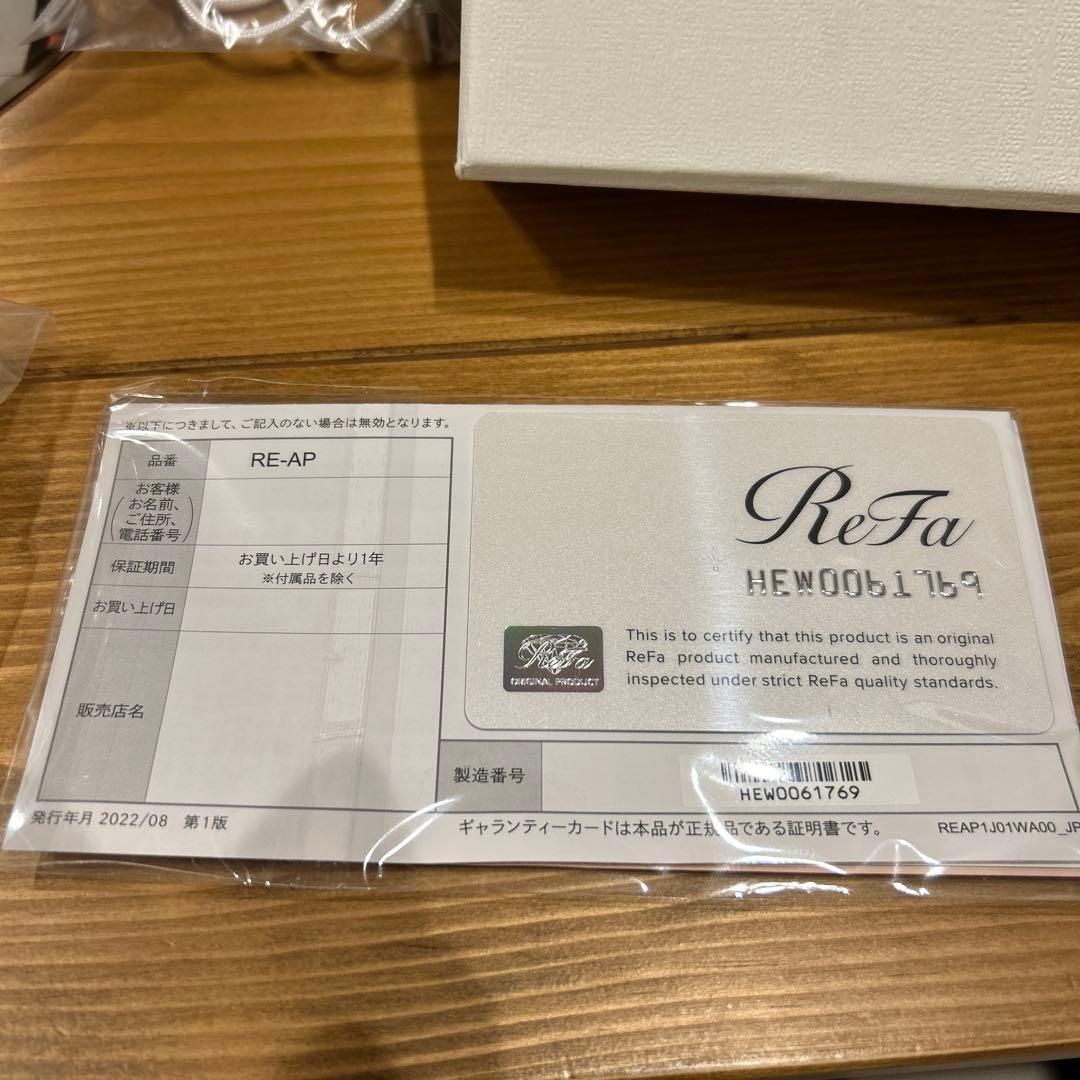 ※以下につきまして、ご記入のない場合は無効となります。
品番
RE-AP
お客様
(お名前、
ご住所、
電話番号)
保証期間
お買い上げ日より1年
※付属品を除く
お買い上げ日
販売店名
発行年月 2022/08 第1版
ReFa
HEW0061769
ReFa
ORIGINAL PRODUCT
This is to certify that this product is an original
ReFa product manufactured and thoroughly
inspected under strict ReFa quality standards.
製造番号
HEW0061769
ギャランティーカードは本品が正規品である証明書です。
REAP1J01WA00_JP